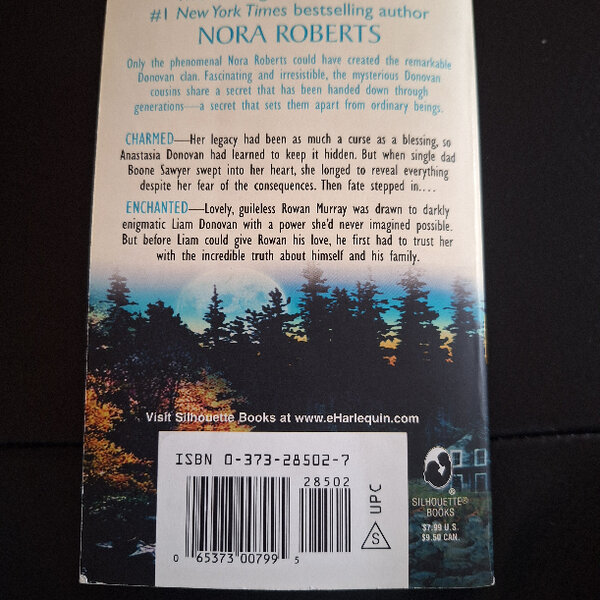 #1 New York Times bestselling author
NORA ROBERTS
Only the phenomenal Nora Roberts could have created the remarkable
Donovan clan. Fascinating and irresistible, the mysterious Donovan
cousins share a secret that has been handed down through
generations—a secret that sets them apart from ordinary beings.
CHARMED—Her legacy had been as much a curse as a blessing, so
Anastasia Donovan had learned to keep it hidden. But when single dad
Boone Sawyer swept into her heart, she longed to reveal everything
despite her fear of the consequences. Then fate stepped in....
ENCHANTED—Lovely, guileless Rowan Murray was drawn to darkly
enigmatic Liam Donovan with a power she'd never imagined possible.
But before Liam could give Rowan his love, he first had to trust her
with the incredible truth about himself and his family.
Visit Silhouette Books at www.eHarlequin.com
ISBN 0-373-28502-7
28502
UPC
S
0 65373 00799 5
SILHOUETTE®
BOOKS
$7.99 U.S.
$9.50 CAN.